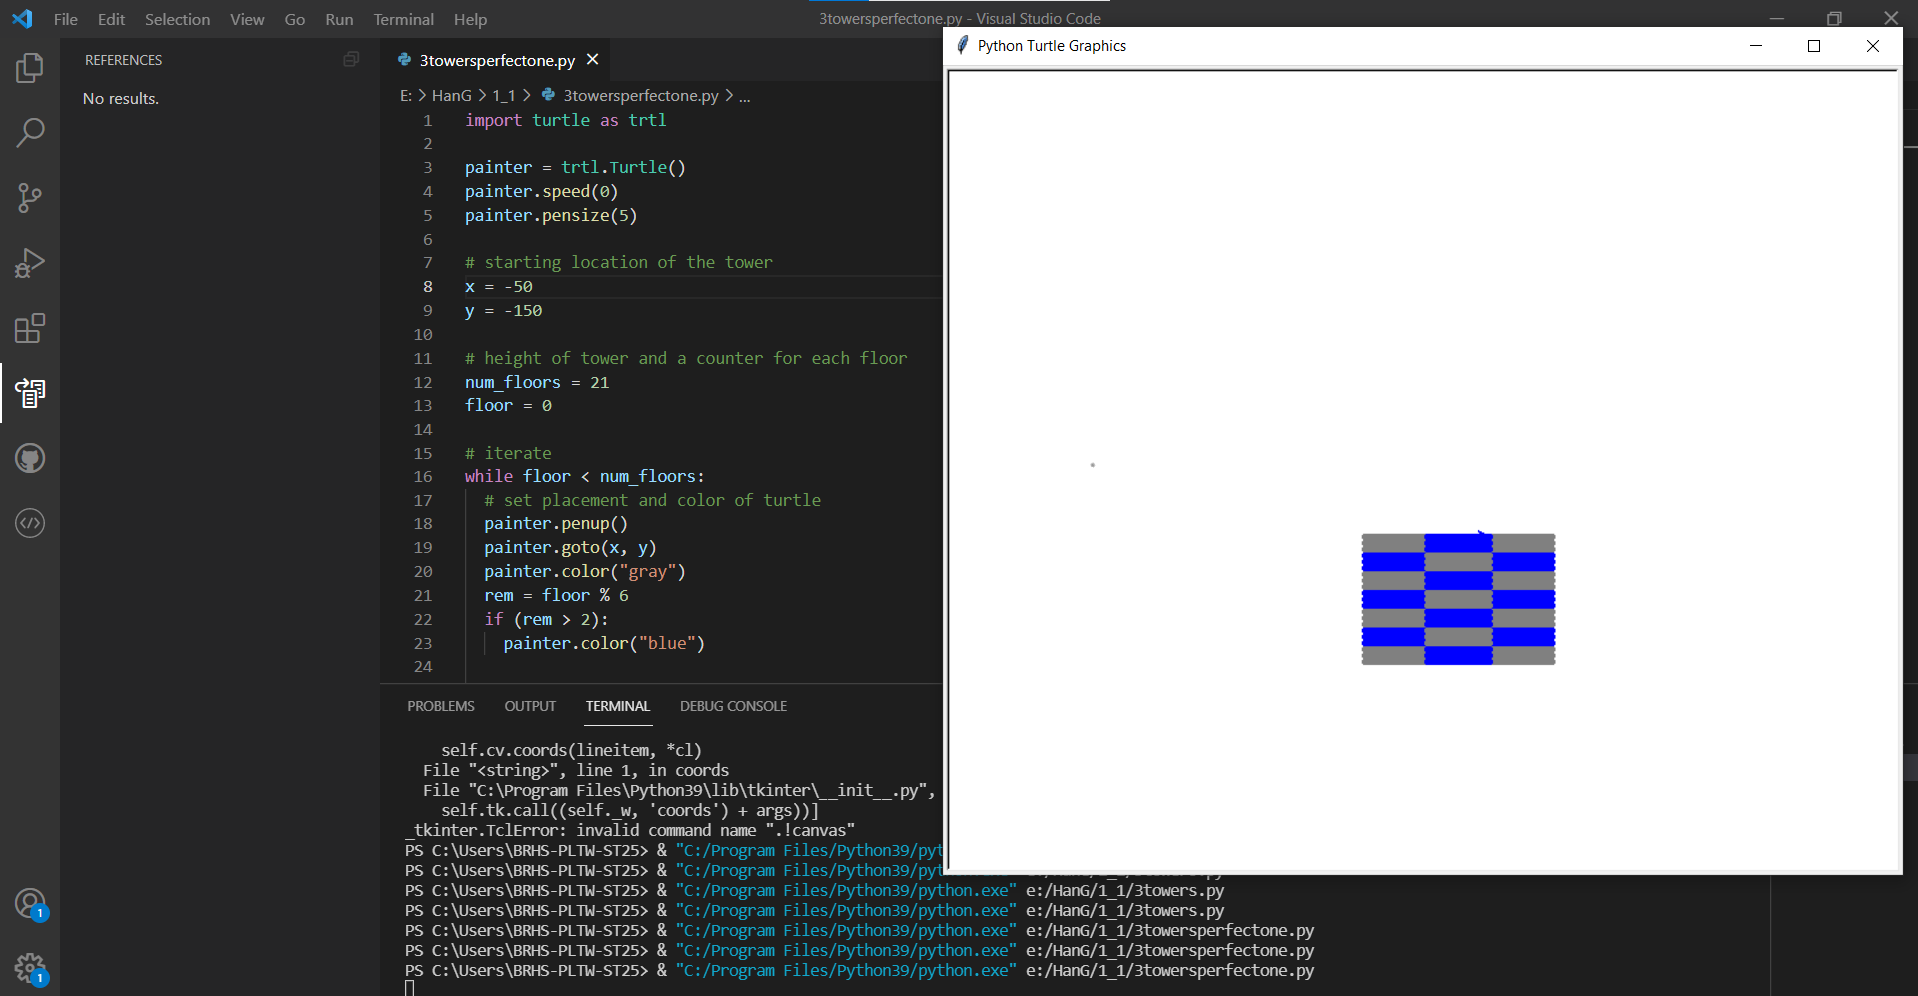 File Edit Selection View Go Run Terminal Help
3towersperfectone.py - Visual Studio Code
REFERENCES
No results.
3towersperfectone.py
E: > HanG > 1_1 > 3towersperfectone.py > ...
1 import turtle as trtl
2
3 painter = trtl.Turtle()
4 painter.speed(0)
5 painter.pensize(5)
6
7 # starting location of the tower
8 x = -50
9 y = -150
10
11 # height of tower and a counter for each floor
12 num_floors = 21
13 floor = 0
14
15 # iterate
16 while floor < num_floors:
17 # set placement and color of turtle
18 painter.penup()
19 painter.goto(x, y)
20 painter.color("gray")
21 rem = floor % 6
22 if (rem > 2):
23 painter.color("blue")
24
Python Turtle Graphics
PROBLEMS OUTPUT TERMINAL DEBUG CONSOLE
self.cv.coords(lineitem, *cl)
File "<string>", line 1, in coords
File "C:\Program Files\Python39\lib\tkinter\__init__.py",
self.tk.call((self._w, 'coords') + args))]
_tkinter.TclError: invalid command name ".!canvas"
PS C:\Users\BRHS-PLTW-ST25> & "C:/Program Files/Python39/pyt
PS C:\Users\BRHS-PLTW-ST25> & "C:/Program Files/Python39/
PS C:\Users\BRHS-PLTW-ST25> & "C:/Program Files/Python39/python.exe" e:/HanG/1_1/3towers.py
PS C:\Users\BRHS-PLTW-ST25> & "C:/Program Files/Python39/python.exe" e:/HanG/1_1/3towers.py
PS C:\Users\BRHS-PLTW-ST25> & "C:/Program Files/Python39/python.exe" e:/HanG/1_1/3towersperfectone.py
PS C:\Users\BRHS-PLTW-ST25> & "C:/Program Files/Python39/python.exe" e:/HanG/1_1/3towersperfectone.py
PS C:\Users\BRHS-PLTW-ST25> & "C:/Program Files/Python39/python.exe" e:/HanG/1_1/3towersperfectone.py
1
1